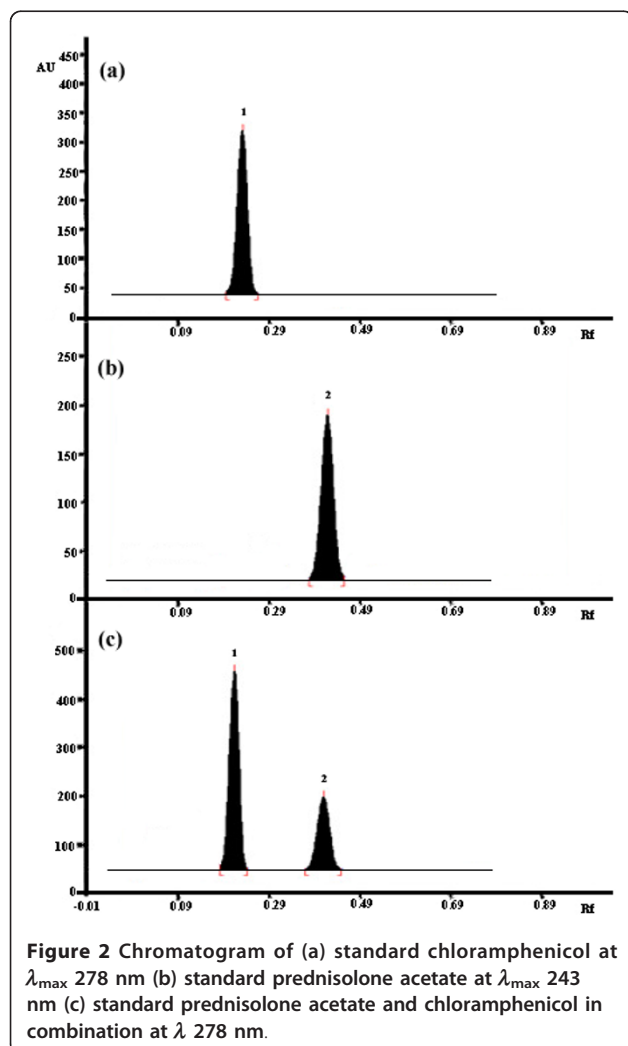 (a)
AU
450
400
350
300
250
200
150
100
50
0
1
0.09 0.29 0.49 0.69 0.89 Rf
(b)
250
200
150
100
50
0
2
0.09 0.29 0.49 0.69 0.89 Rf
(c)
500
400
300
200
100
0
1
2
-0.01 0.09 0.29 0.49 0.69 0.89 Rf
Figure 2 Chromatogram of (a) standard chloramphenicol at
λmax 278 nm (b) standard prednisolone acetate at λmax 243
nm (c) standard prednisolone acetate and chloramphenicol in
combination at λ 278 nm.